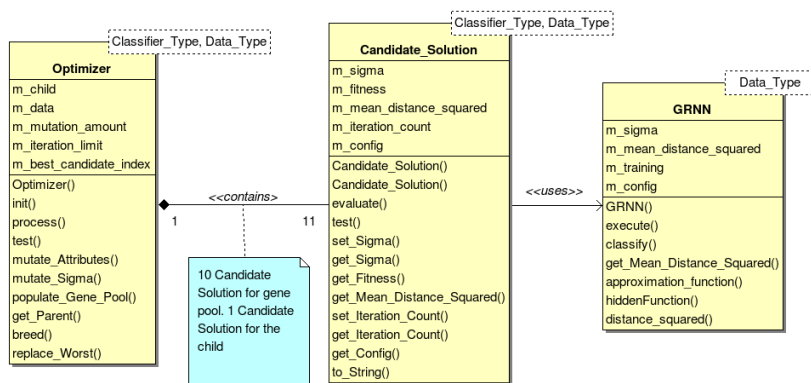 Classifier_Type, Data_Type
Optimizer
m_child
m_data
m_mutation_amount
m_iteration_limit
m_best_candidate_index
Optimizer()
init()
process()
test()
mutate_Attributes()
mutate_Sigma()
populate_Gene_Pool()
get_Parent()
breed()
replace_Worst()
<<contains>
1
11
10 Candidate
Solution for gene
pool. 1 Candidate
Solution for the
child
Classifier_Type, Data_Type
Candidate_Solution
m_sigma
m_fitness
m_mean_distance_squared
m_iteration_count
m_config
Candidate_Solution()
Candidate_Solution()
evaluate()
test()
set_Sigma()
get_Sigma()
get_Fitness()
get_Mean_Distance_Squared()
set_Iteration_Count()
get_Iteration_Count()
get_Config()
to_String()
<<uses>>
Data_Type
GRNN
m_sigma
m_mean_distance_squared
m_training
m_config
GRNN()
execute()
classify()
get_Mean_Distance_Squared()
approximation_function()
hiddenFunction()
distance_squared()